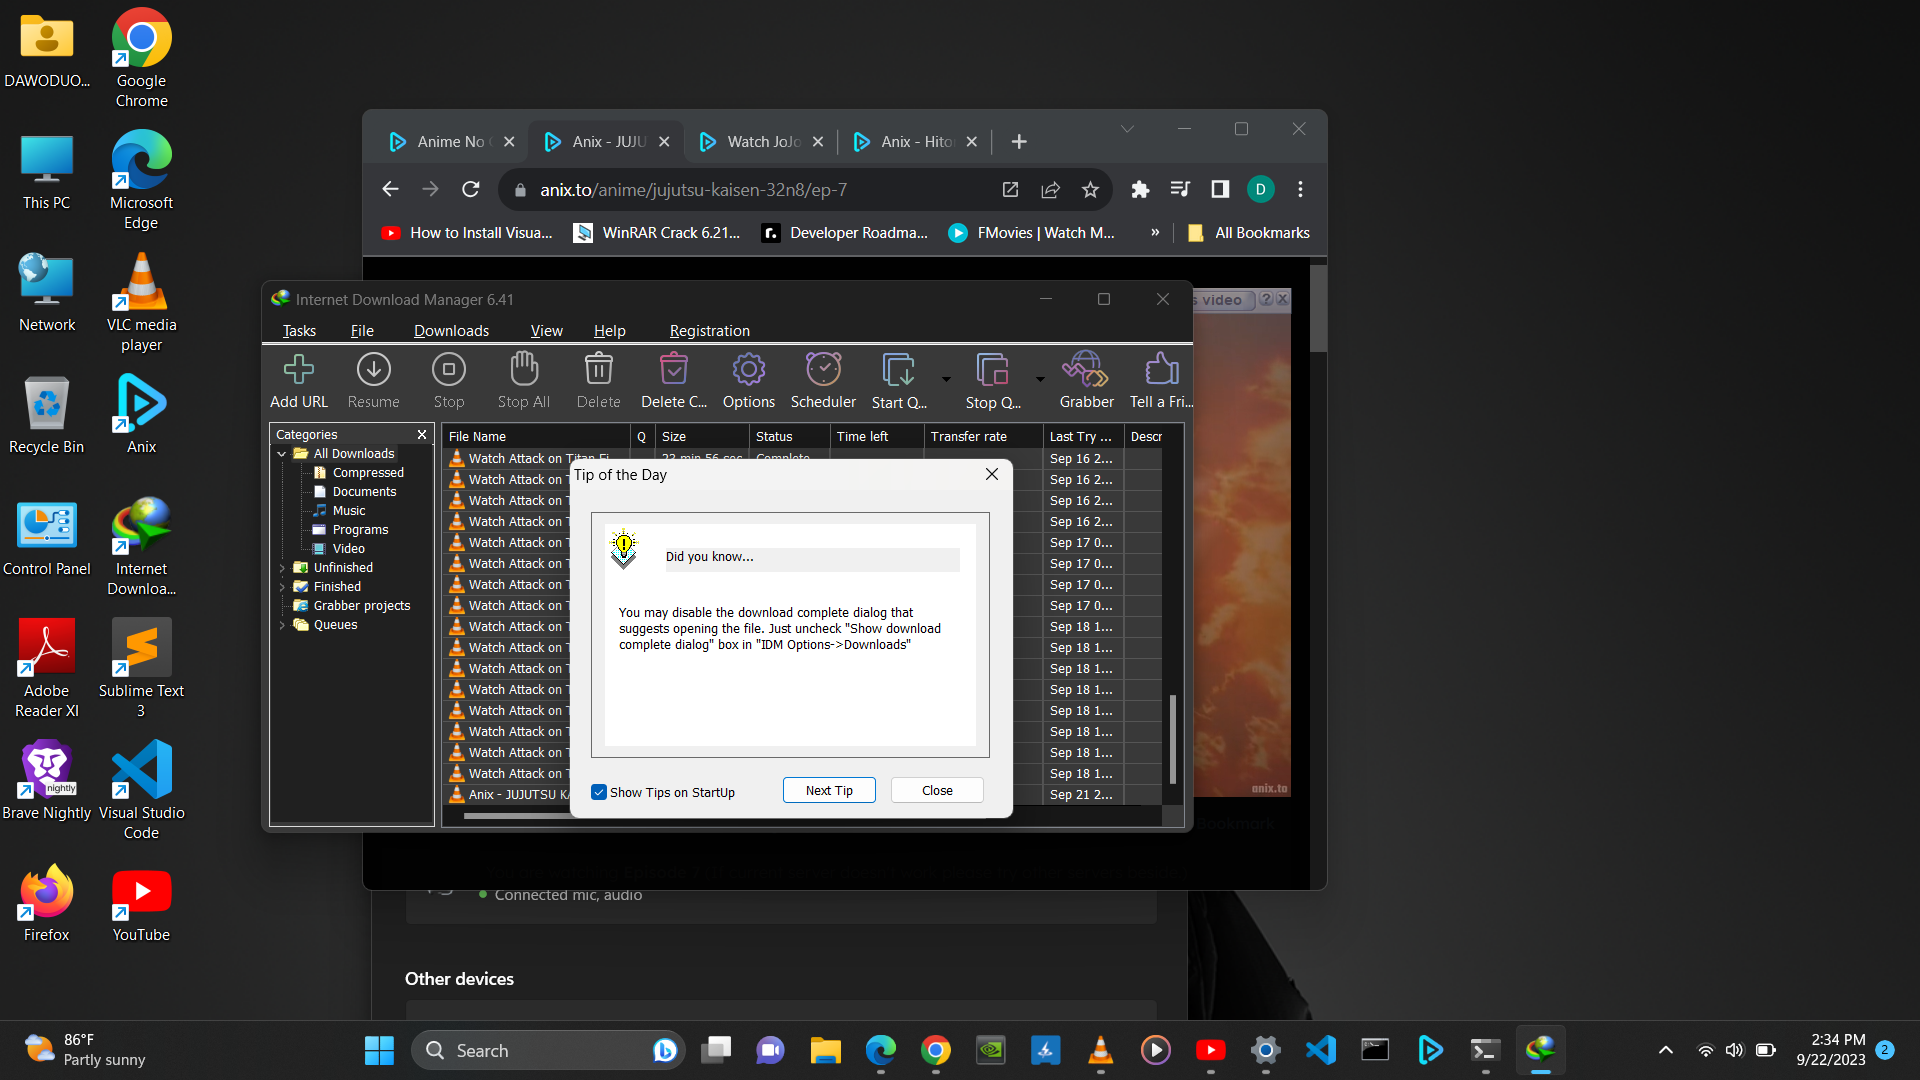 DAWODUO...
Google
Chrome
This PC
Microsoft
Edge
Network
VLC media
player
Recycle Bin
Anix
Control Panel
Internet
Downloa...
Adobe
Reader XI
Sublime Text
3
Brave Nightly
nightly
Visual Studio
Code
Firefox
YouTube
Anime No
Anix - JUJU
Watch JoJo
Anix - Hito
anix.to/anime/jujutsu-kaisen-32n8/ep-7
D
How to Install Visua...
WinRAR Crack 6.21...
Developer Roadma...
FMovies | Watch M...
»
All Bookmarks
s video
anix.to
Bookmark
Internet Download Manager 6.41
Tasks
File
Downloads
View
Help
Registration
Add URL
Resume
Stop
Stop All
Delete
Delete C...
Options
Scheduler
Start Q...
Stop Q...
Grabber
Tell a Fri...
Categories
All Downloads
Compressed
Documents
Music
Programs
Video
Unfinished
Finished
Grabber projects
Queues
File Name Q Size Status Time left Transfer rate Last Try ... Descr
Watch Attack on Titan Fi 22 min 56 sec Complete Sep 16 2...
Watch Attack on T Sep 16 2...
Watch Attack on T Sep 16 2...
Watch Attack on T Sep 16 2...
Watch Attack on T Sep 17 0...
Watch Attack on T Sep 17 0...
Watch Attack on T Sep 17 0...
Watch Attack on T Sep 17 0...
Watch Attack on T Sep 18 1...
Watch Attack on T Sep 18 1...
Watch Attack on T Sep 18 1...
Watch Attack on T Sep 18 1...
Watch Attack on T Sep 18 1...
Watch Attack on T Sep 18 1...
Watch Attack on T Sep 18 1...
Watch Attack on T Sep 18 1...
Anix - JUJUTSU KA Sep 21 2...
Tip of the Day
Did you know...
You may disable the download complete dialog that
suggests opening the file. Just uncheck "Show download
complete dialog" box in "IDM Options->Downloads"
Show Tips on StartUp
Next Tip
Close
Connected mic, audio
Other devices
86°F
Partly sunny
Search
2:34 PM
9/22/2023
2